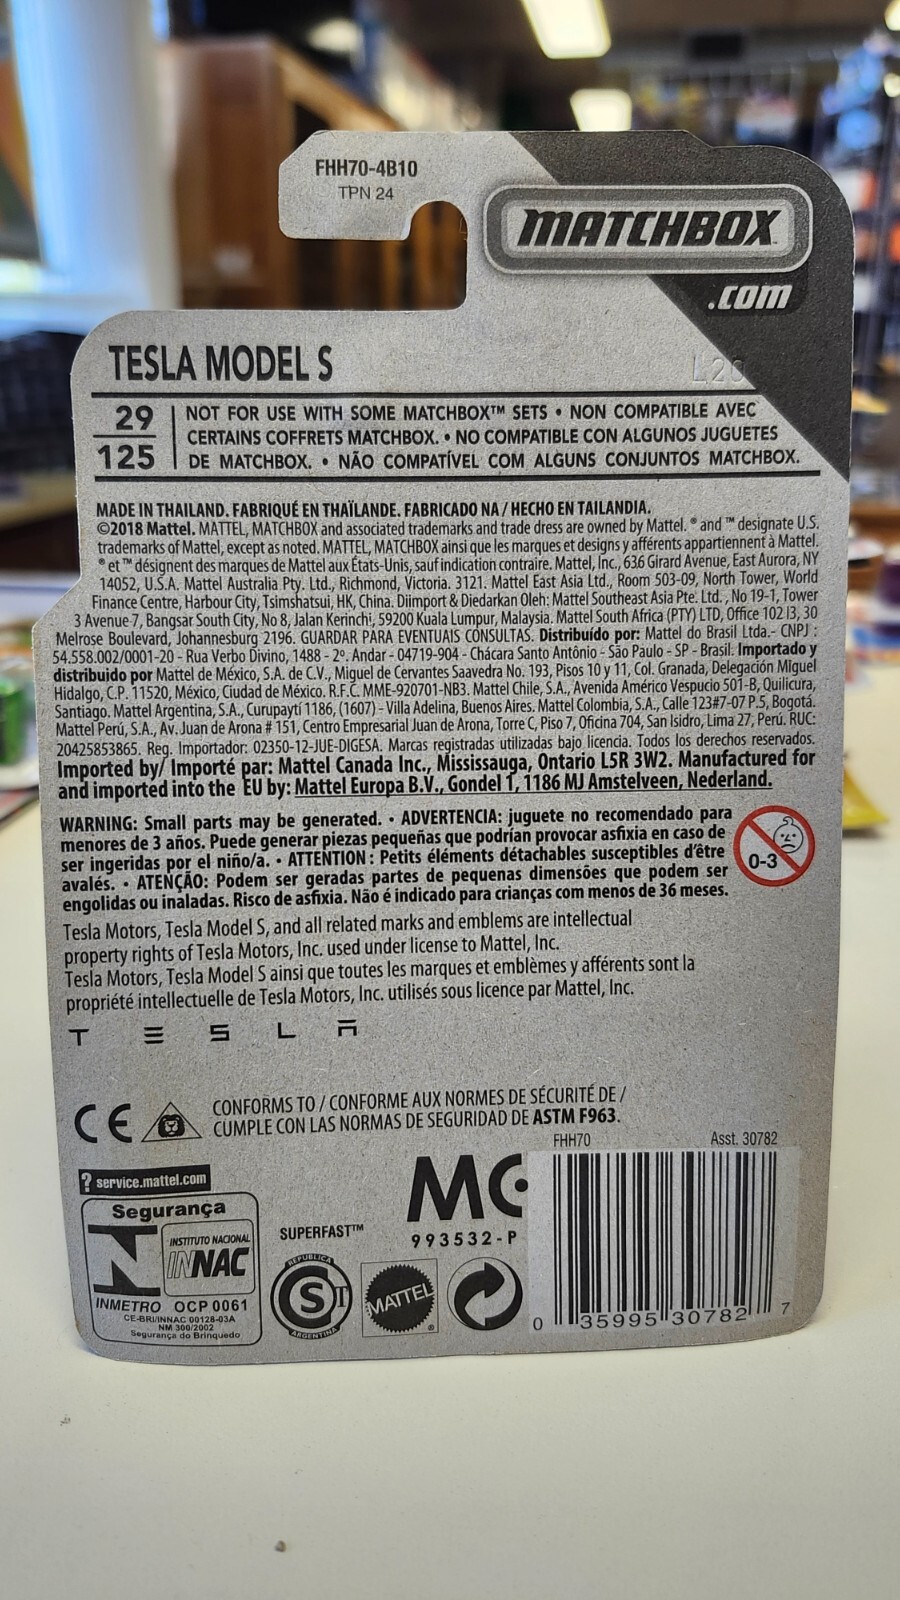 FHH70-4B10
TPN 24
MATCHBOX
.com
TESLA MODEL S
L20
29
125
NOT FOR USE WITH SOME MATCHBOX™ SETS • NON COMPATIBLE AVEC
CERTAINS COFFRETS MATCHBOX. • NO COMPATIBLE CON ALGUNOS JUGUETES
DE MATCHBOX. • NÃO COMPATÍVEL COM ALGUNS CONJUNTOS MATCHBOX.
MADE IN THAILAND. FABRIQUÉ EN THAÏLANDE. FABRICADO NA / HECHO EN TAILANDIA.
©2018 Mattel. MATTEL, MATCHBOX and associated trademarks and trade dress are owned by Mattel. ® and ™ designate U.S.
trademarks of Mattel, except as noted. MATTEL, MATCHBOX ainsi que les marques et designs y afférents appartiennent à Mattel.
® et ™ désignent des marques de Mattel aux États-Unis, sauf indication contraire. Mattel, Inc., 636 Girard Avenue, East Aurora, NY
14052, U.S.A. Mattel Australia Pty. Ltd., Richmond, Victoria. 3121. Mattel East Asia Ltd., Room 503-09, North Tower, World
Finance Centre, Harbour City, Tsimshatsui, HK, China. Diimport & Diedarkan Oleh: Mattel Southeast Asia Pte. Ltd. , No 19-1, Tower
3 Avenue 7, Bangsar South City, No 8, Jalan Kerinchi, 59200 Kuala Lumpur, Malaysia. Mattel South Africa (PTY) LTD, Office 102 I3, 30
Melrose Boulevard, Johannesburg 2196. GUARDAR PARA EVENTUAIS CONSULTAS. Distribuído por: Mattel do Brasil Ltda.- CNPJ :
54.558.002/0001-20 - Rua Verbo Divino, 1488 - 2º. Andar - 04719-904 - Chácara Santo Antônio - São Paulo - SP - Brasil. Importado y
distribuido por Mattel de México, S.A. de C.V., Miguel de Cervantes Saavedra No. 193, Pisos 10 y 11, Col. Granada, Delegación Miguel
Hidalgo, C.P. 11520, México, Ciudad de México. R.F.C. MME-920701-NB3. Mattel Chile, S.A., Avenida Américo Vespucio 501-B, Quilicura,
Santiago. Mattel Argentina, S.A., Curupaytí 1186, (1607) - Villa Adelina, Buenos Aires. Mattel Colombia, S.A., Calle 123#7-07 P.5, Bogotá.
Mattel Perú, S.A., Av. Juan de Arona # 151, Centro Empresarial Juan de Arona, Torre C, Piso 7, Oficina 704, San Isidro, Lima 27, Perú. RUC:
20425853865. Reg. Importador: 02350-12-JUE-DIGESA. Marcas registradas utilizadas bajo licencia. Todos los derechos reservados.
Imported by/ Importé par: Mattel Canada Inc., Mississauga, Ontario L5R 3W2. Manufactured for
and imported into the EU by: Mattel Europa B.V., Gondel 1, 1186 MJ Amstelveen, Nederland.
WARNING: Small parts may be generated. • ADVERTENCIA: juguete no recomendado para
menores de 3 años. Puede generar piezas pequeñas que podrían provocar asfixia en caso de
ser ingeridas por el niño/a. • ATTENTION : Petits éléments détachables susceptibles d'être
avalés. • ATENÇÃO: Podem ser geradas partes de pequenas dimensões que podem ser
engolidas ou inaladas. Risco de asfixia. Não é indicado para crianças com menos de 36 meses.
0-3
Tesla Motors, Tesla Model S, and all related marks and emblems are intellectual
property rights of Tesla Motors, Inc. used under license to Mattel, Inc.
Tesla Motors, Tesla Model S ainsi que toutes les marques et emblèmes y afférents sont la
propriété intellectuelle de Tesla Motors, Inc. utilisés sous licence par Mattel, Inc.
TESLA
CE
CONFORMS TO / CONFORME AUX NORMES DE SÉCURITÉ DE /
CUMPLE CON LAS NORMAS DE SEGURIDAD DE ASTM F963.
FHH70 Asst. 30782
? service.mattel.com
Segurança
INSTITUTO NACIONAL
INNAC
INMETRO OCP 0061
CE-BRI/INNAC 00128-03A
NM 300/2002
Segurança do Brinquedo
SUPERFAST™
MC
993532-P
REPUBLICA
S T
ARGENTINA
MATTEL ®
0 35995 30782 7